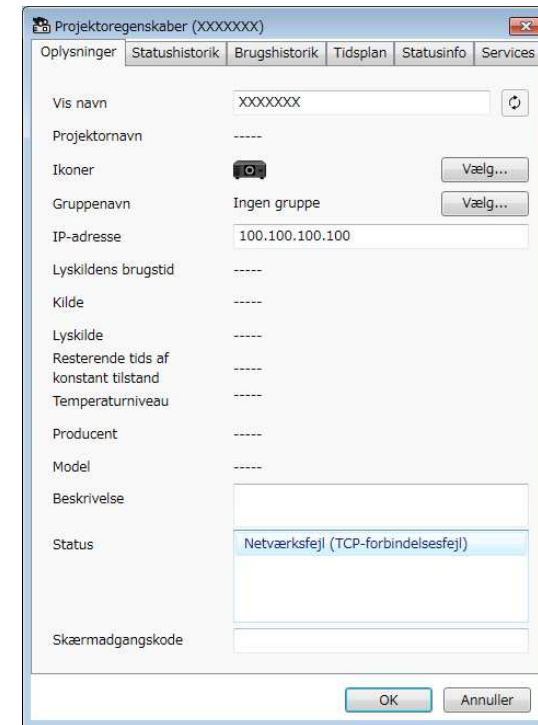 Projektoregenskaber (XXXXXXX)
Oplysninger Statushistorik Brugshistorik Tidsplan Statusinfo Services
Vis navn XXXXXXX
Projektornavn -----
Ikoner Vælg...
Gruppenavn Ingen gruppe Vælg...
IP-adresse 100.100.100.100
Lyskildens brugstid -----
Kilde -----
Lyskilde -----
Resterende tids af
konstant tilstand -----
Temperaturniveau -----
Producent -----
Model -----
Beskrivelse
Status Netværksfejl (TCP-forbindelsesfejl)
Skærmadgangskode
OK Annuller